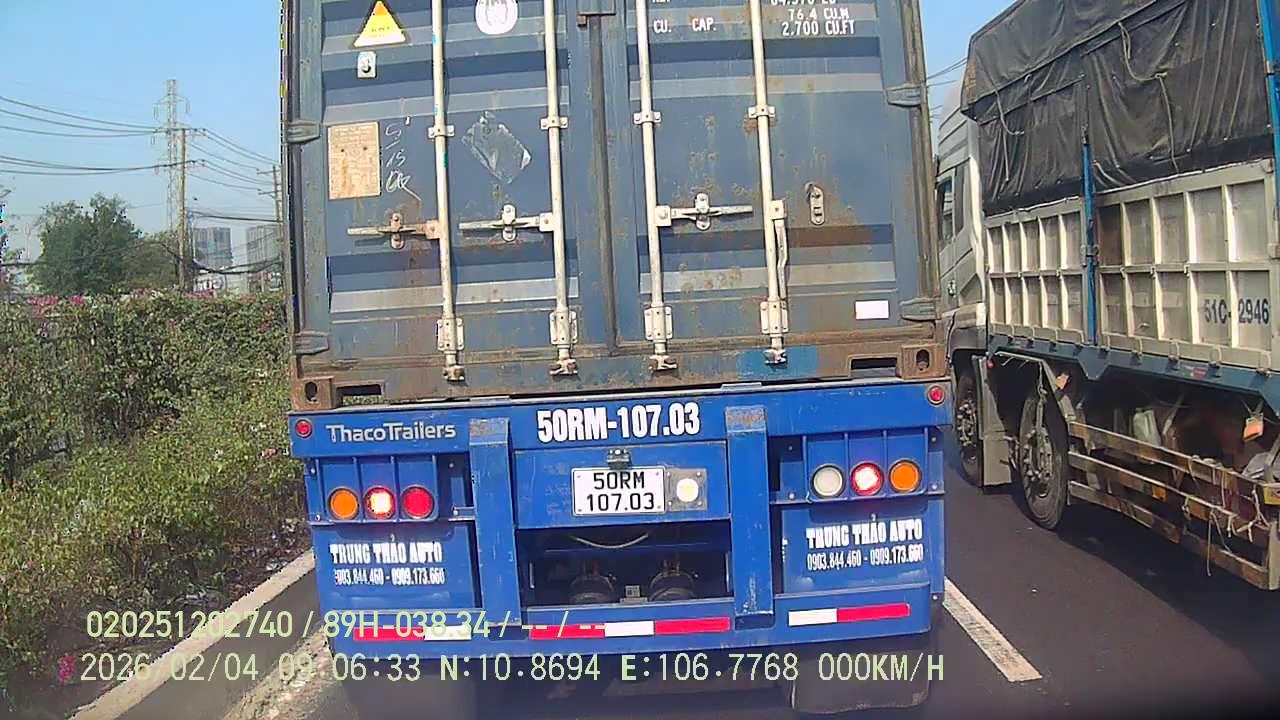 76.4 CU.M
CU. CAP. 2.700 CU.FT
51C-
2946
ThacoTrailers
50RM-107.03
50RM
107.03
TRUNG THẢO AUTO
0903.844.460 - 0909.173.660
TRUNG THẢO AUTO
0903.844.460 - 0909.173.660
020251202740 / 89H-038.34 / -- / --
2026/02/04 09:06:33 N:10.8694 E:106.7768 000KM/H